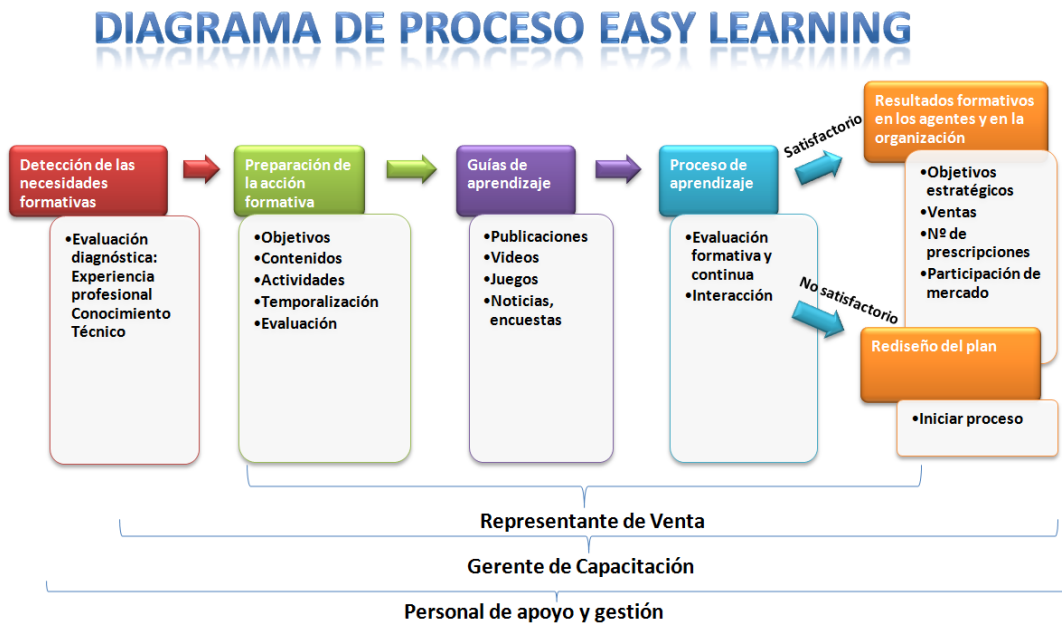 DIAGRAMA DE PROCESO EASY LEARNING
Detección de las
necesidades
formativas
•Evaluación
diagnóstica:
Experiencia
profesional
Conocimiento
Técnico
Preparación de
la acción
formativa
•Objetivos
•Contenidos
•Actividades
•Temporalización
•Evaluación
Guías de
aprendizaje
•Publicaciones
•Videos
•Juegos
•Noticias,
encuestas
Proceso de
aprendizaje
•Evaluación
formativa y
continua
•Interacción
Satisfactorio
Resultados formativos
en los agentes y en la
organización
•Objetivos
estratégicos
•Ventas
•Nº de
prescripciones
•Participación de
mercado
No satisfactorio
Rediseño del plan
•Iniciar proceso
Representante de Venta
Gerente de Capacitación
Personal de apoyo y gestión